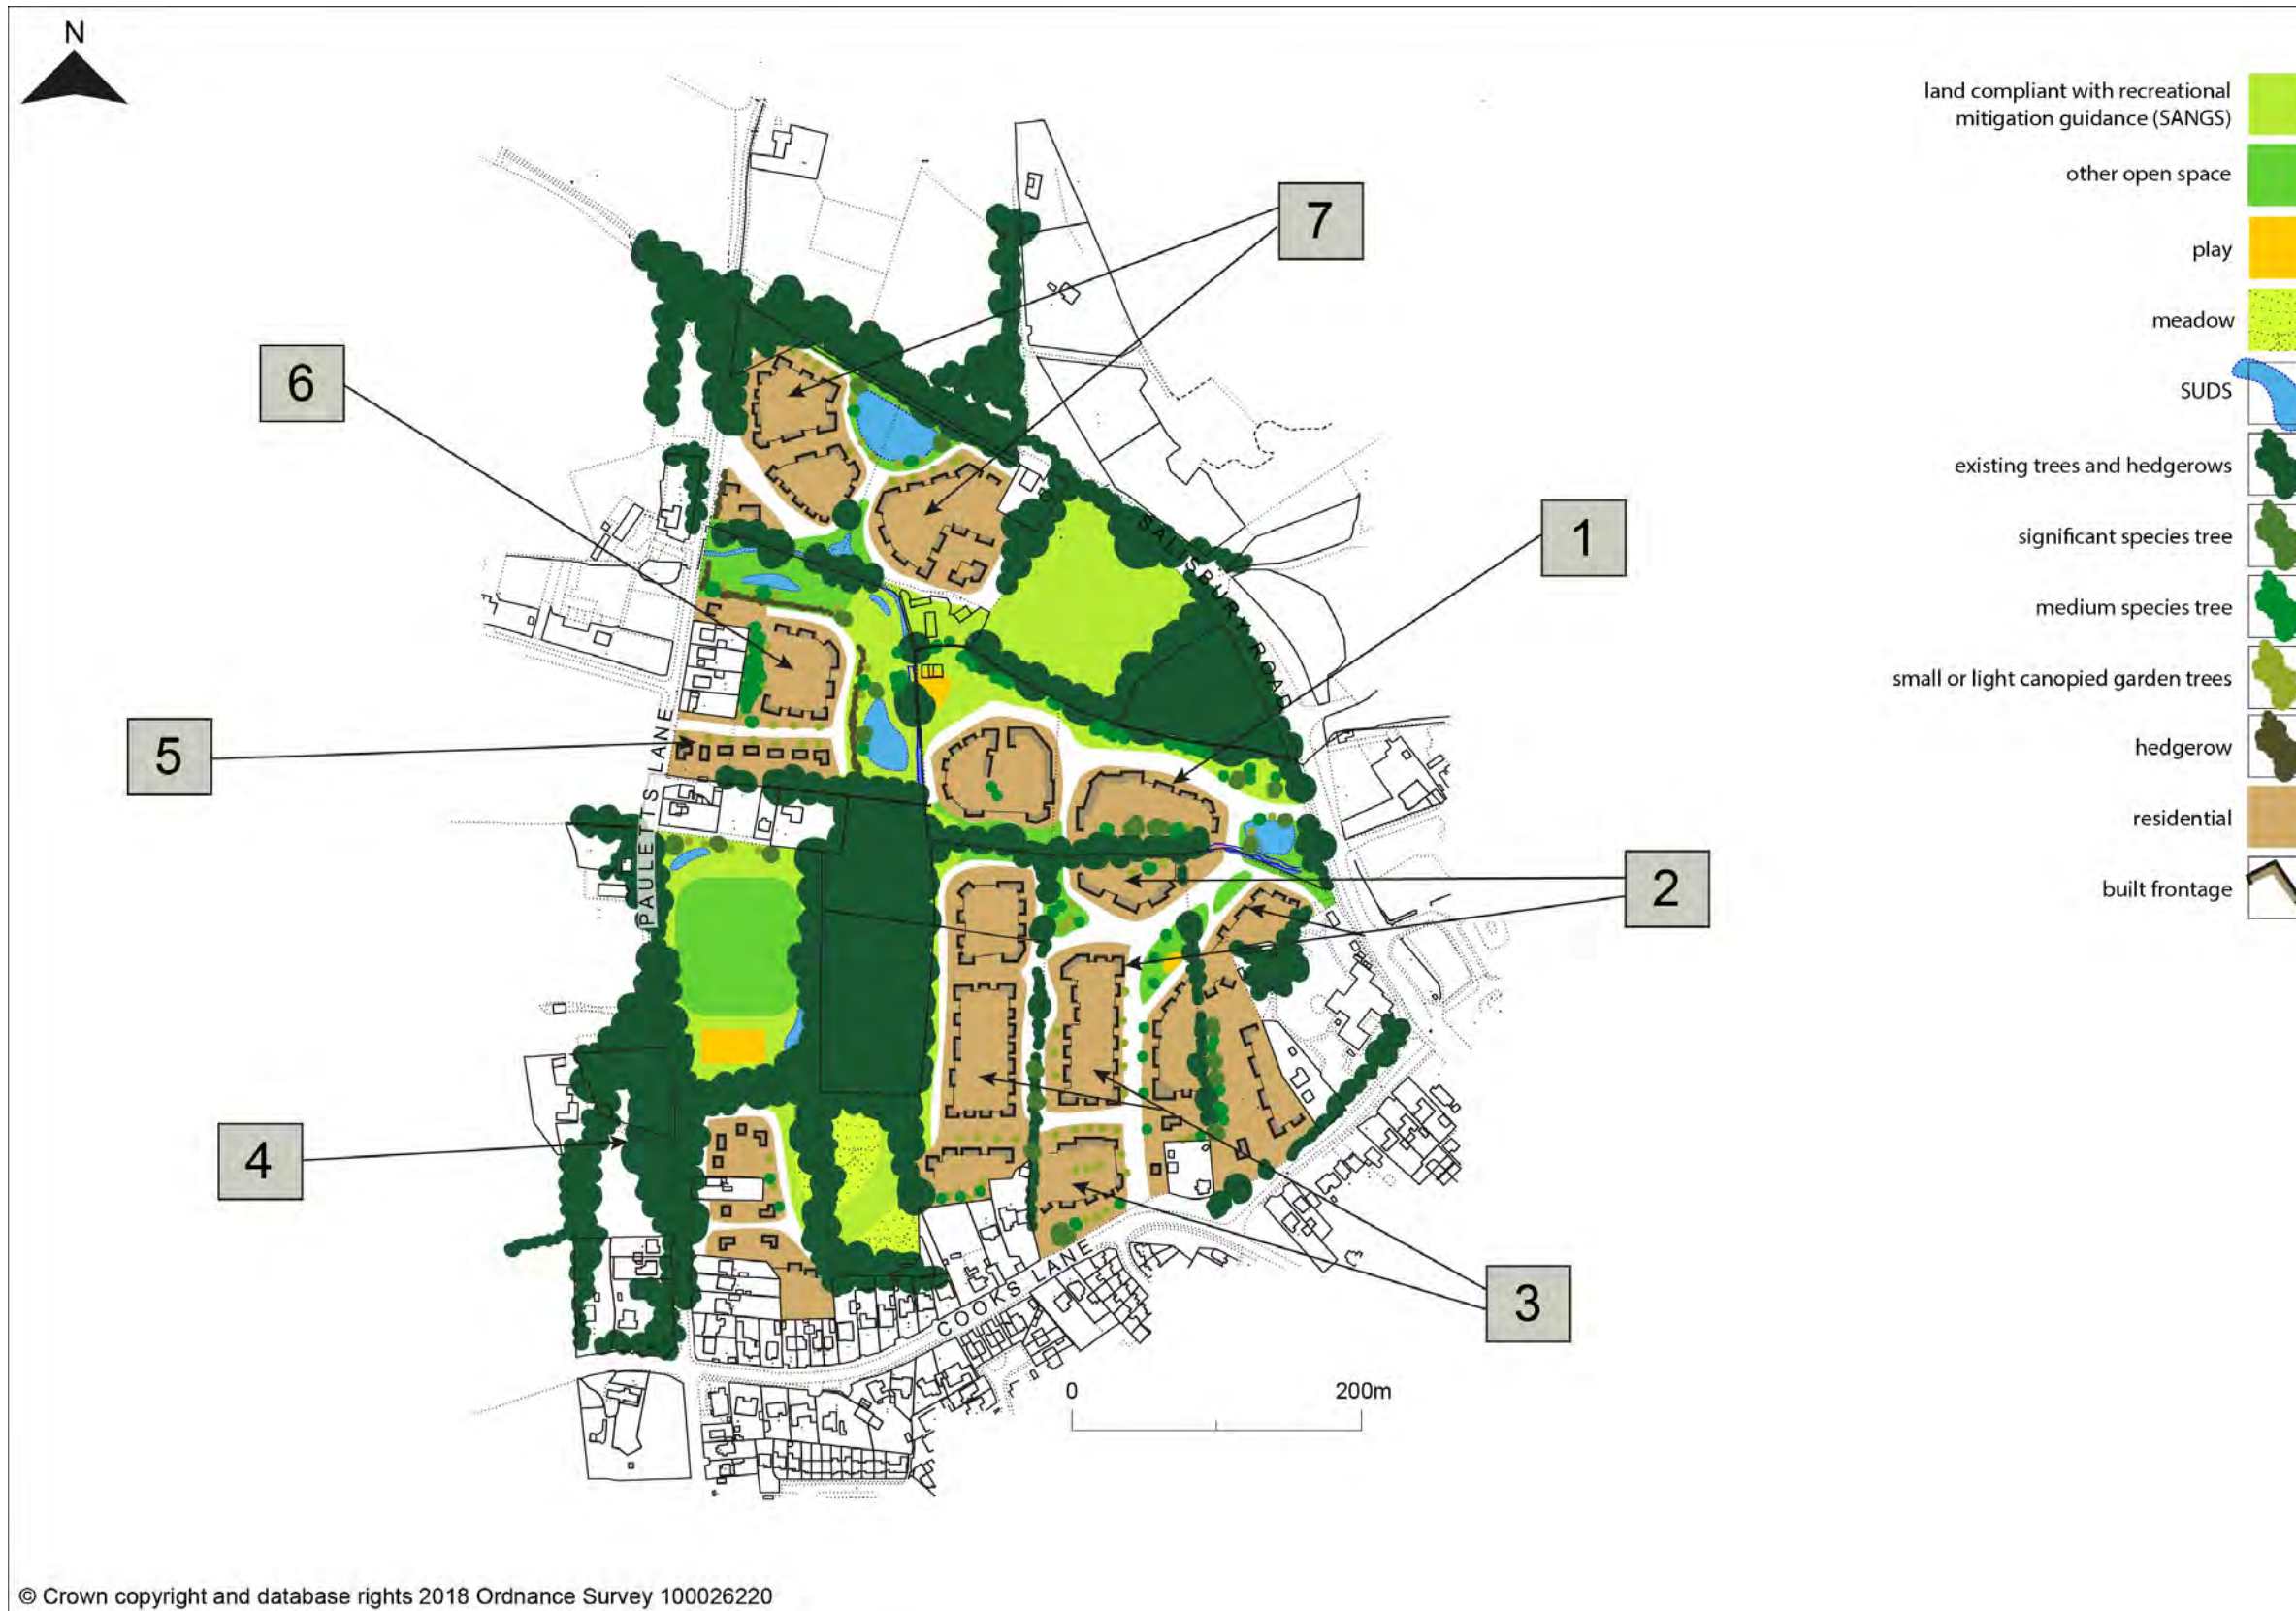 N
land compliant with recreational
mitigation guidance (SANGS)
other open space
play
meadow
SUDS
existing trees and hedgerows
significant species tree
medium species tree
small or light canopied garden trees
hedgerow
residential
built frontage
7
6
1
5
2
4
3
SALISBURY ROAD
PAULETTS LANE
COOKS LANE
0
200m
© Crown copyright and database rights 2018 Ordnance Survey 100026220